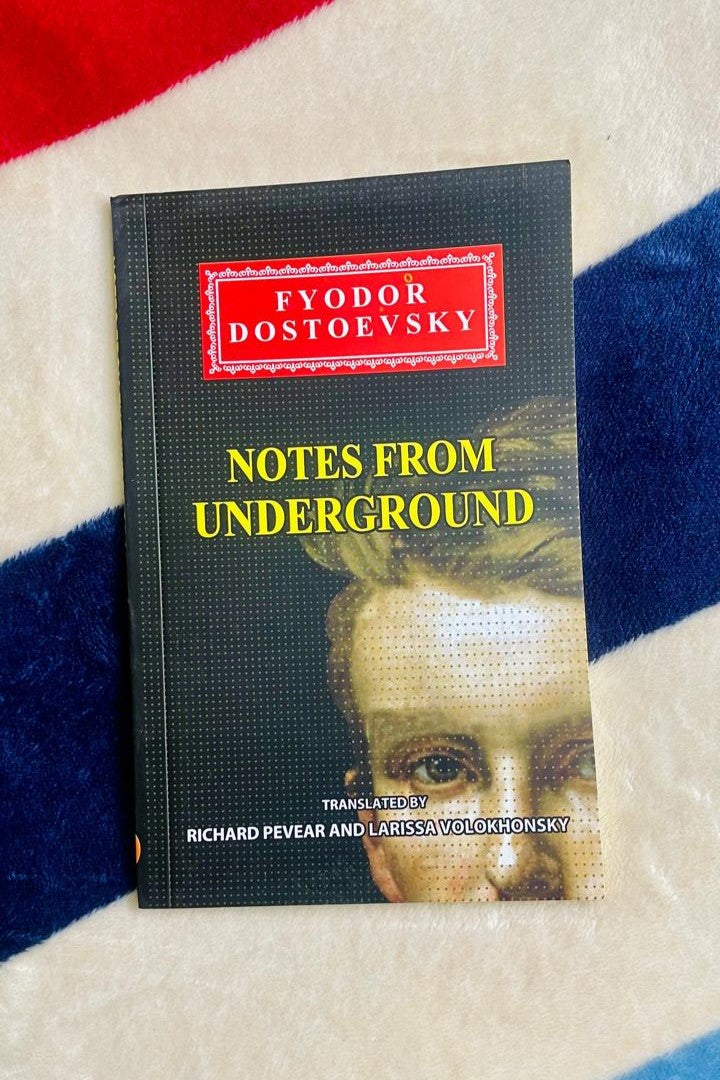 FYODOR
DOSTOEVSKY
NOTES FROM
UNDERGROUND
TRANSLATED BY
RICHARD PEVEAR AND LARISSA VOLOKHONSKY